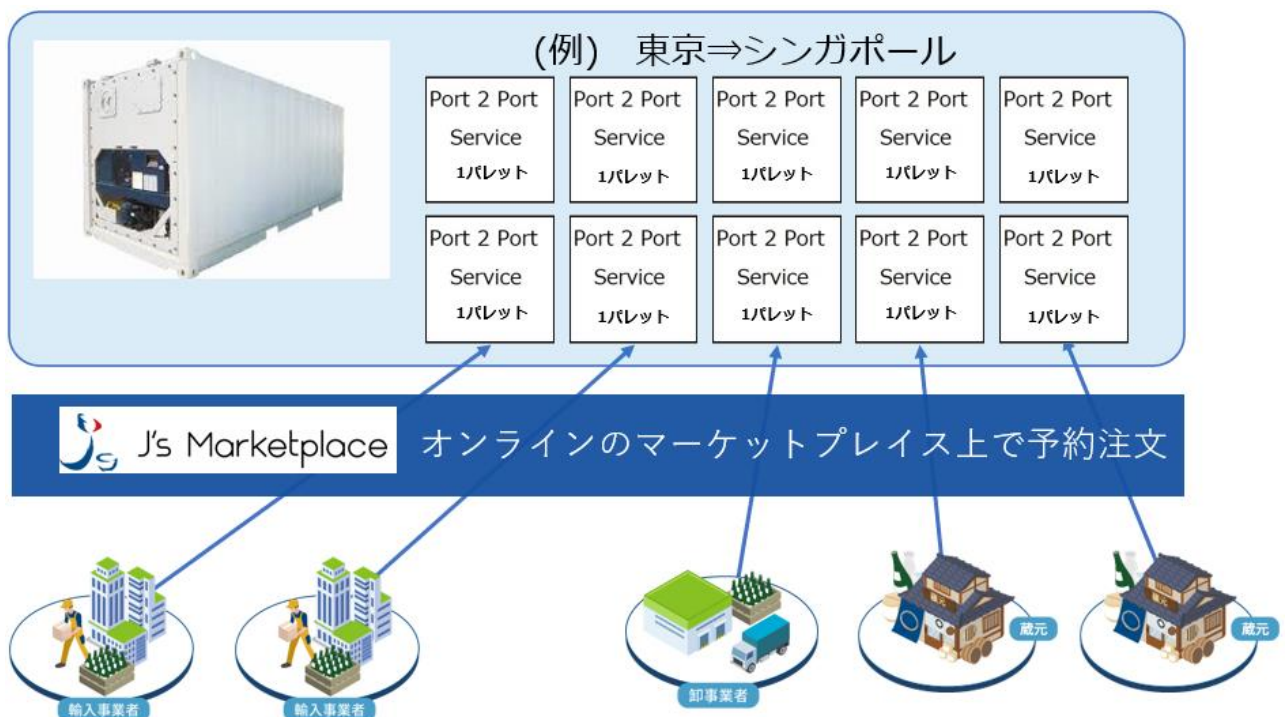 (例) 東京⇒シンガポール
Port 2 Port
Service
1パレット
Port 2 Port
Service
1パレット
Port 2 Port
Service
1パレット
Port 2 Port
Service
1パレット
Port 2 Port
Service
1パレット
Port 2 Port
Service
1パレット
Port 2 Port
Service
1パレット
Port 2 Port
Service
1パレット
Port 2 Port
Service
1パレット
Port 2 Port
Service
1パレット
J's Marketplace
オンラインのマーケットプレイス上で予約注文
輸入事業者
輸入事業者
卸事業者
蔵元
蔵元